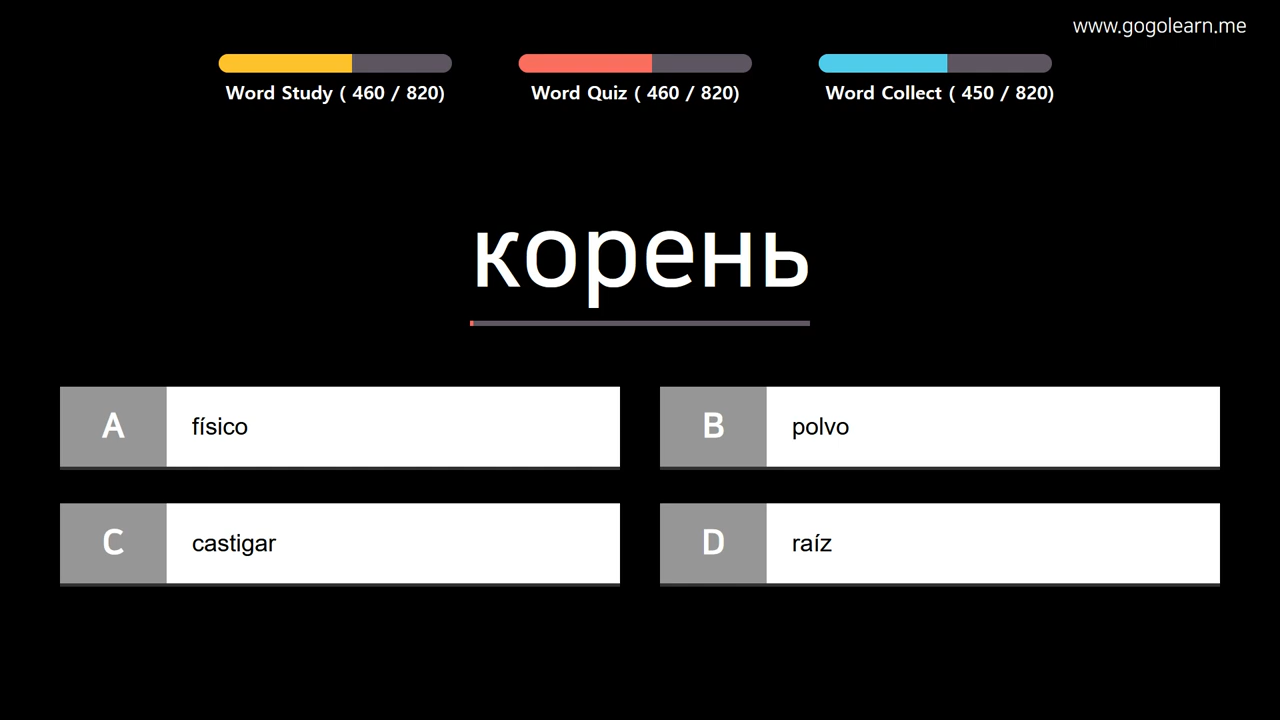 www.gogolearn.me
Word Study ( 460 / 820)
Word Quiz ( 460 / 820)
Word Collect ( 450 / 820)
корень
A
físico
B
polvo
C
castigar
D
raíz